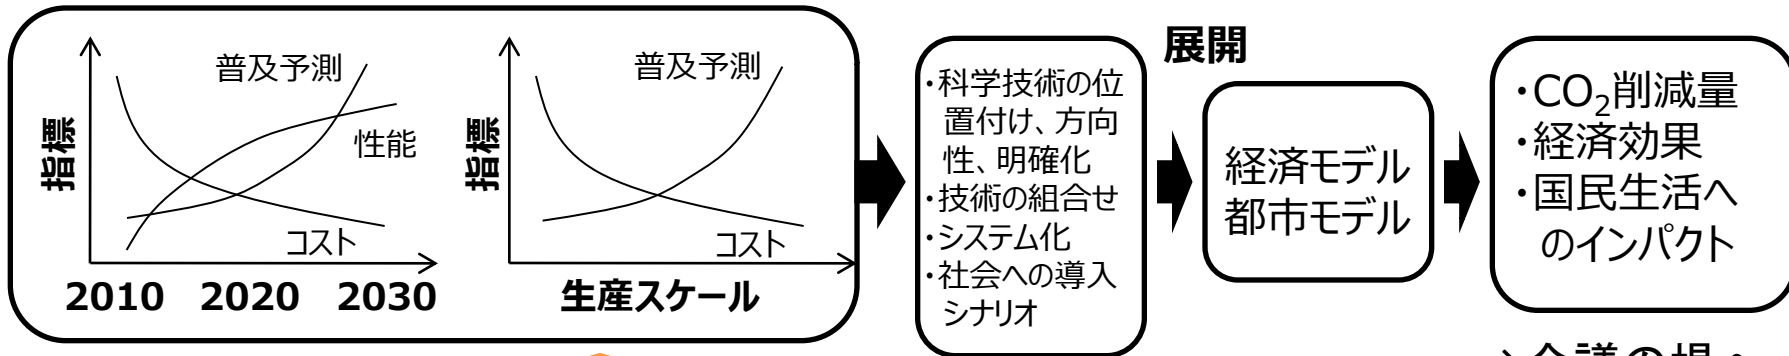 指標
普及予測
性能
コスト
2010 2020 2030
指標
普及予測
コスト
生産スケール
・科学技術の位
置付け、方向
性、明確化
・技術の組合せ
・システム化
・社会への導入
シナリオ
展開
経済モデル
都市モデル
・CO₂削減量
・経済効果
・国民生活へ
のインパクト